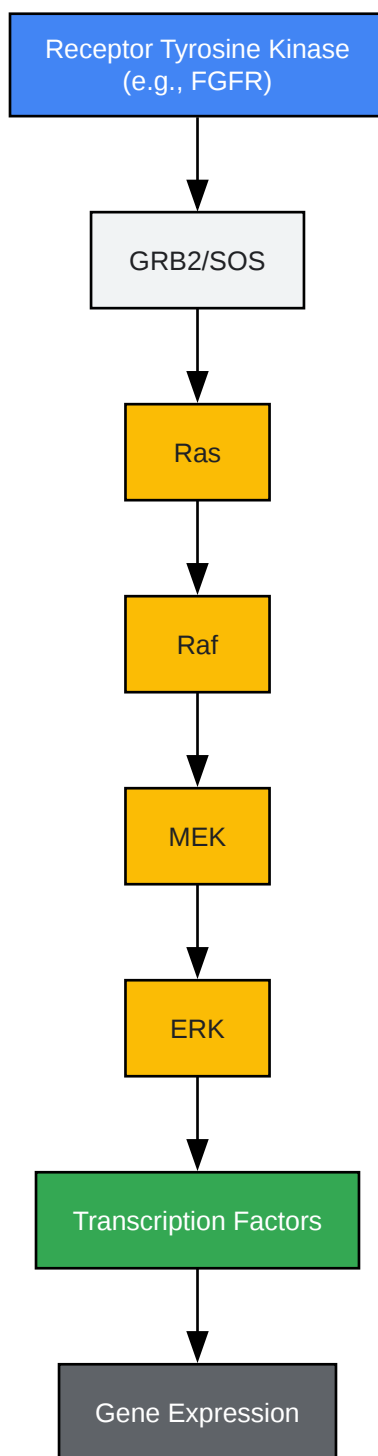 Receptor Tyrosine Kinase
(e.g., FGFR)
GRB2/SOS
Ras
Raf
MEK
ERK
Transcription Factors
Gene Expression